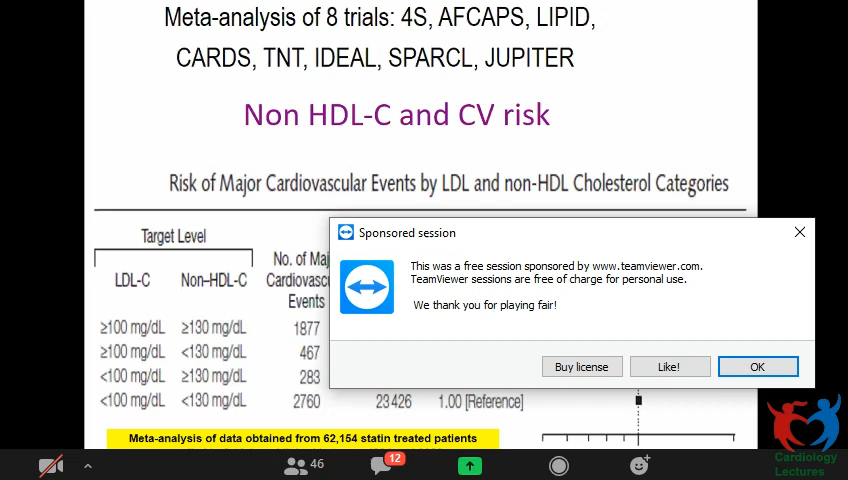 Meta-analysis of 8 trials: 4S, AFCAPS, LIPID,
CARDS, TNT, IDEAL, SPARCL, JUPITER
Non HDL-C and CV risk
Risk of Major Cardiovascular Events by LDL and non-HDL Cholesterol Categories
Target Level
LDL-C Non–HDL-C
No. of Maj
Cardiovasc
Events
≥100 mg/dL ≥130 mg/dL 1877
≥100 mg/dL <130 mg/dL 467
<100 mg/dL ≥130 mg/dL 283
<100 mg/dL <130 mg/dL 2760 23 426 1.00 [Reference]
Meta-analysis of data obtained from 62,154 statin treated patients
Sponsored session
This was a free session sponsored by www.teamviewer.com.
TeamViewer sessions are free of charge for personal use.
We thank you for playing fair!
Buy license Like! OK
46 12
Cardiology
Lectures